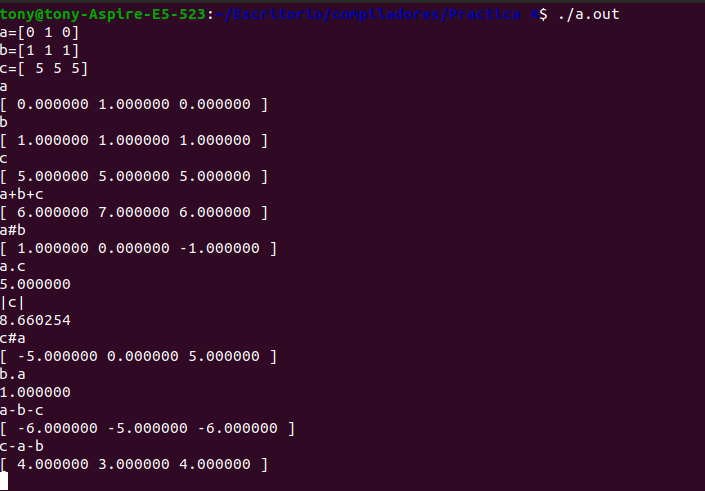 tony@tony-Aspire-E5-523:~/Escritorio/compiladores/Practica 4$ ./a.out
a=[0 1 0]
b=[1 1 1]
c=[ 5 5 5]
a
[ 0.000000 1.000000 0.000000 ]
b
[ 1.000000 1.000000 1.000000 ]
c
[ 5.000000 5.000000 5.000000 ]
a+b+c
[ 6.000000 7.000000 6.000000 ]
a#b
[ 1.000000 0.000000 -1.000000 ]
a.c
5.000000
|c|
8.660254
c#a
[ -5.000000 0.000000 5.000000 ]
b.a
1.000000
a-b-c
[ -6.000000 -5.000000 -6.000000 ]
c-a-b
[ 4.000000 3.000000 4.000000 ]